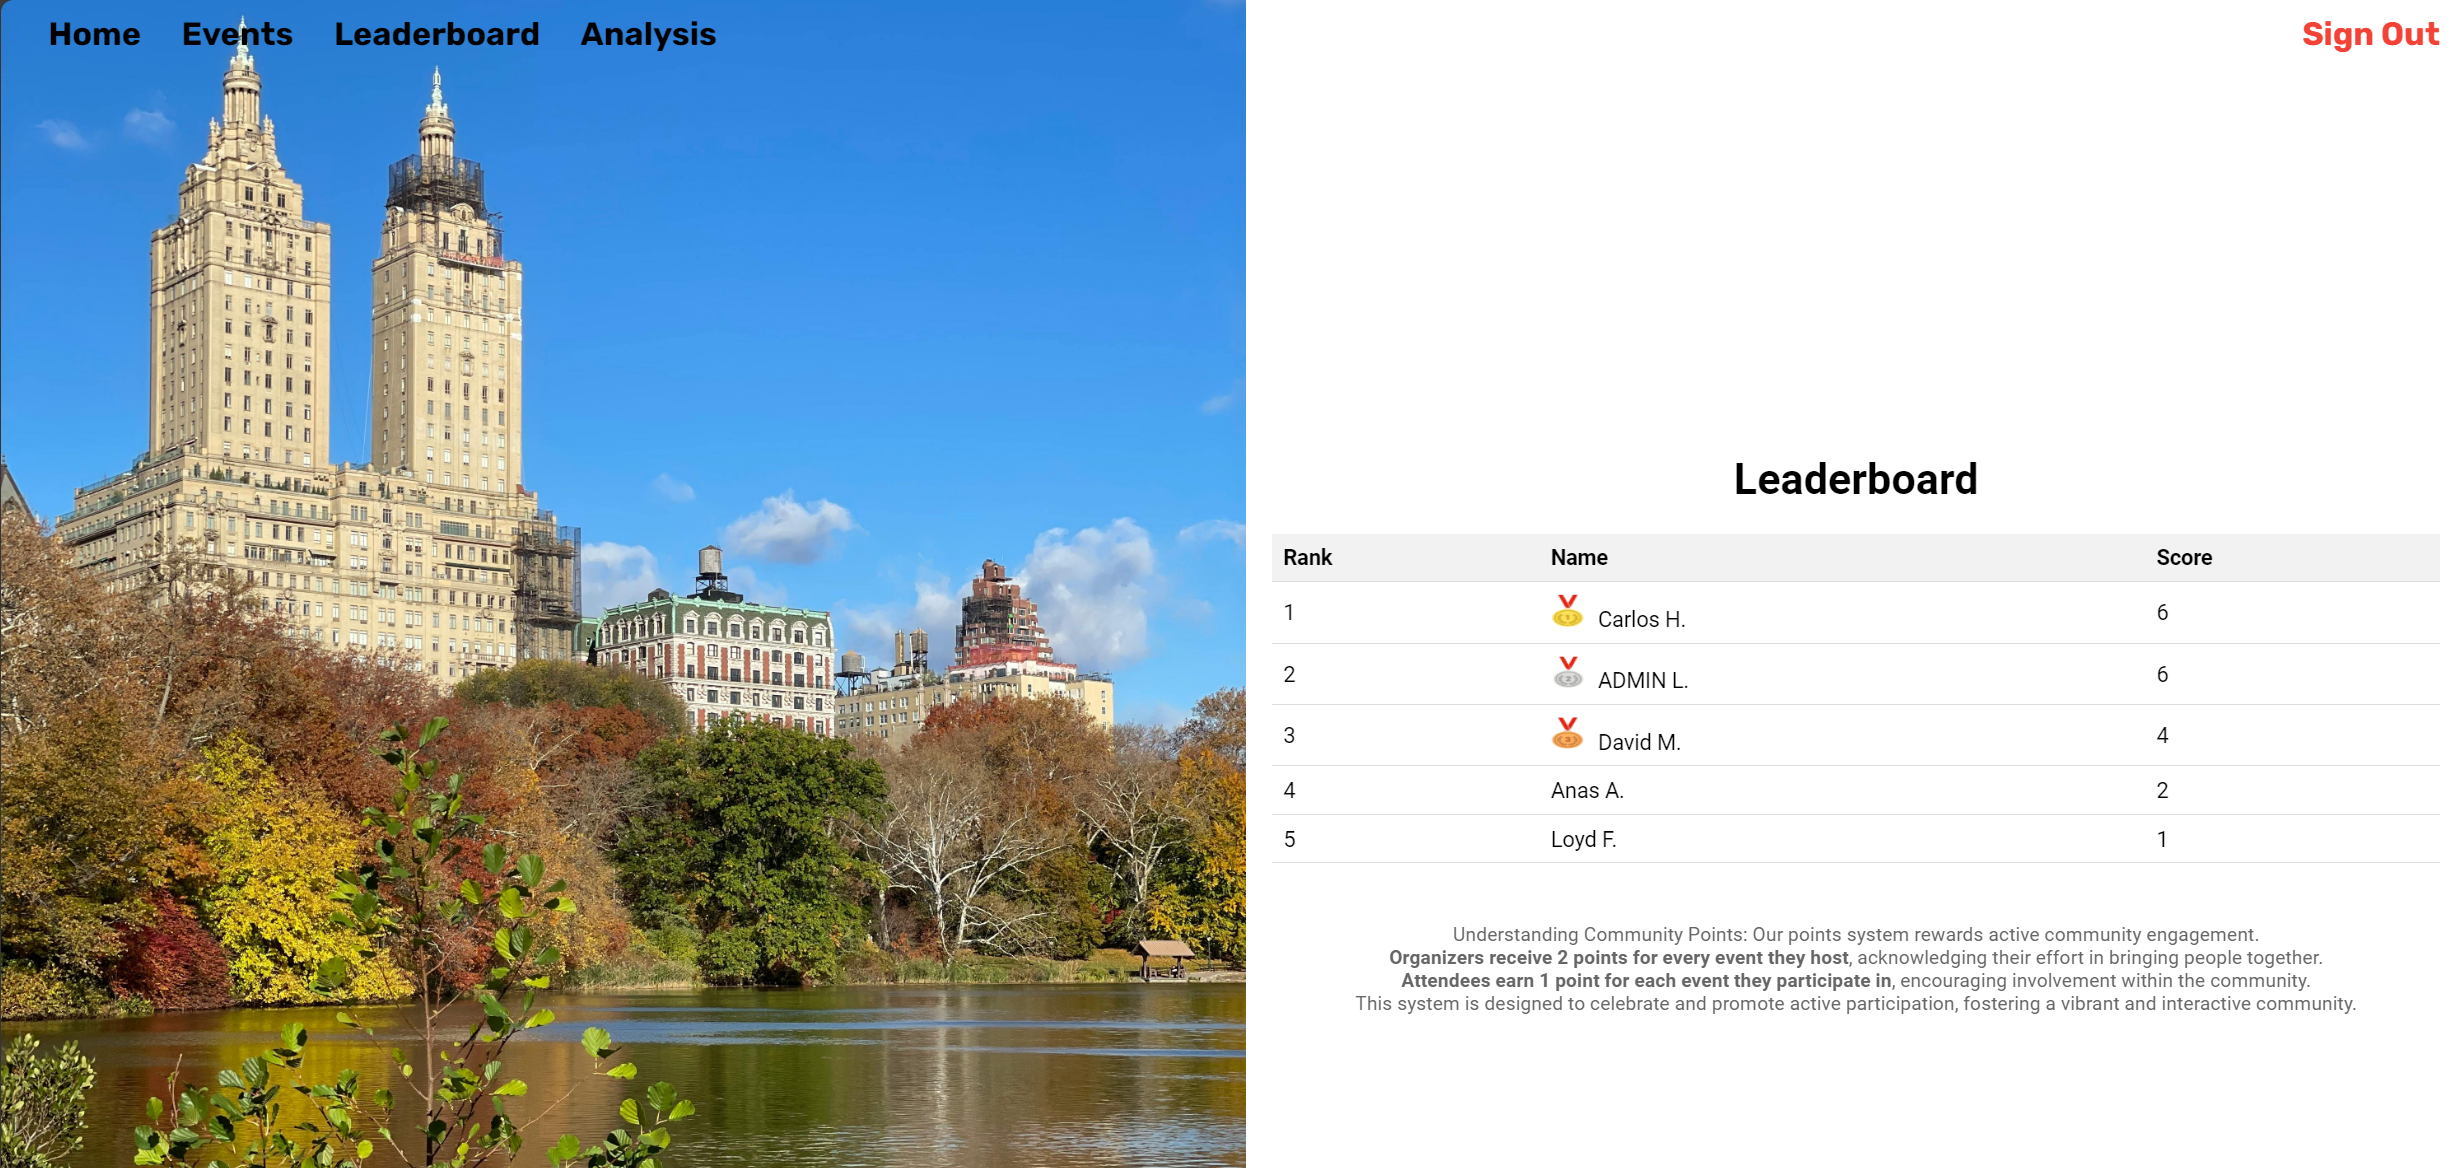 Home Events Leaderboard Analysis Sign Out
Leaderboard
Rank Name Score
1 Carlos H. 6
2 ADMIN L. 6
3 David M. 4
4 Anas A. 2
5 Loyd F. 1
Understanding Community Points: Our points system rewards active community engagement.
Organizers receive 2 points for every event they host, acknowledging their effort in bringing people together.
Attendees earn 1 point for each event they participate in, encouraging involvement within the community.
This system is designed to celebrate and promote active participation, fostering a vibrant and interactive community.